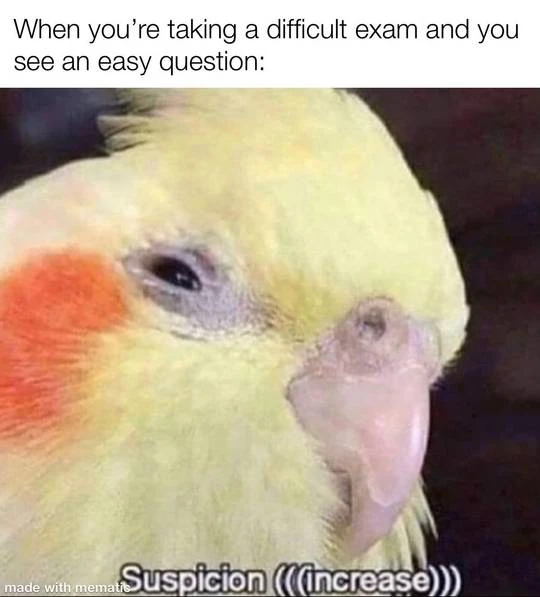 When you’re taking a difficult exam and you
see an easy question:
Suspicion (((increase)))
made with mematic